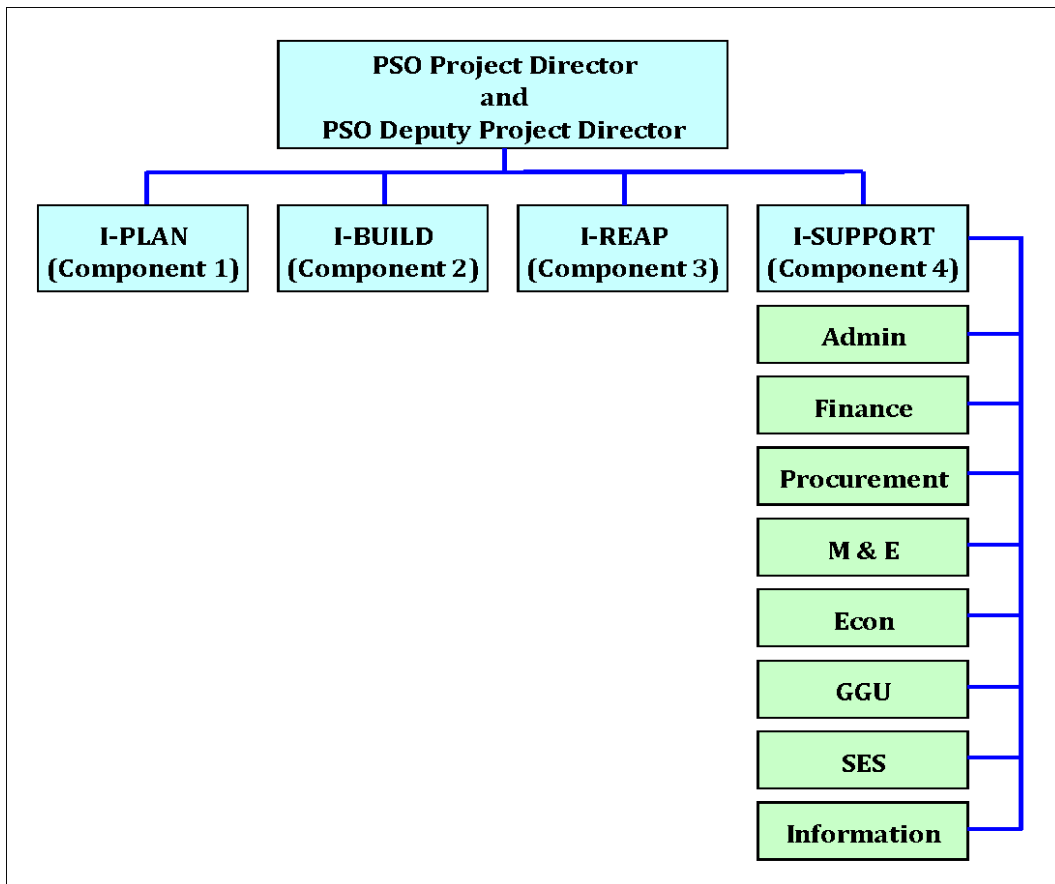 PSO Project Director
and
PSO Deputy Project Director
I-PLAN
(Component 1)
I-BUILD
(Component 2)
I-REAP
(Component 3)
I-SUPPORT
(Component 4)
Admin
Finance
Procurement
M & E
Econ
GGU
SES
Information